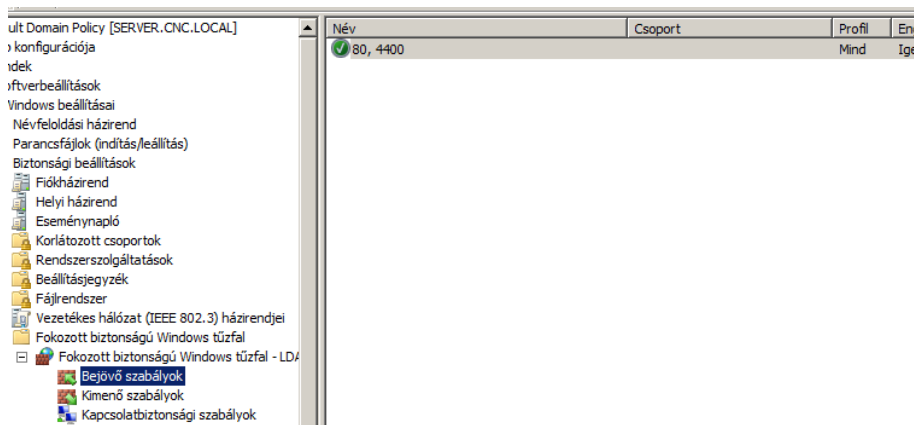 ult Domain Policy [SERVER.CNC.LOCAL]
konfigurációja
ndek
oftverbeállítások
Windows beállításai
Névfeloldási házirend
Parancsfájlok (indítás/leállítás)
Biztonsági beállítások
Fiókházirend
Helyi házirend
Eseménynapló
Korlátozott csoportok
Rendszerszolgáltatások
Beállításjegyzék
Fájlrendszer
Vezetékes hálózat (IEEE 802.3) házirendjei
Fokozott biztonságú Windows tűzfal
Fokozott biztonságú Windows tűzfal - LDA
Bejövő szabályok
Kimenő szabályok
Kapcsolatbiztonsági szabályok
Név Csoport Profil Eng
80, 4400 Mind Ige